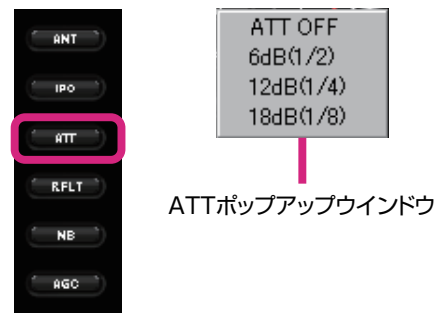 ANT
IPO
ATT
R.FLT
NB
AGC
ATT OFF
6dB(1/2)
12dB(1/4)
18dB(1/8)
ATTポップアップウインドウ